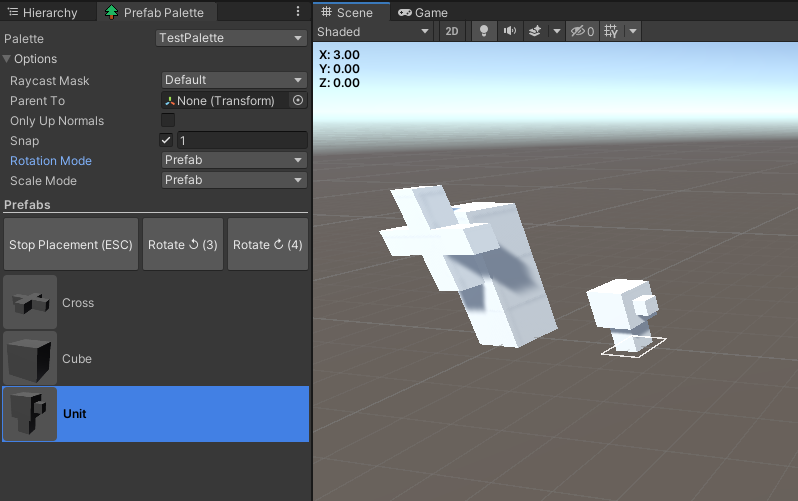 Hierarchy
Prefab Palette
Palette
TestPalette
Options
Raycast Mask
Default
Parent To
None (Transform)
Only Up Normals
Snap
1
Rotation Mode
Prefab
Scale Mode
Prefab
Prefabs
Stop Placement (ESC)
Rotate ↺ (3)
Rotate ↻ (4)
Cross
Cube
Unit
Scene
Game
Shaded
2D
0
X: 3.00
Y: 0.00
Z: 0.00